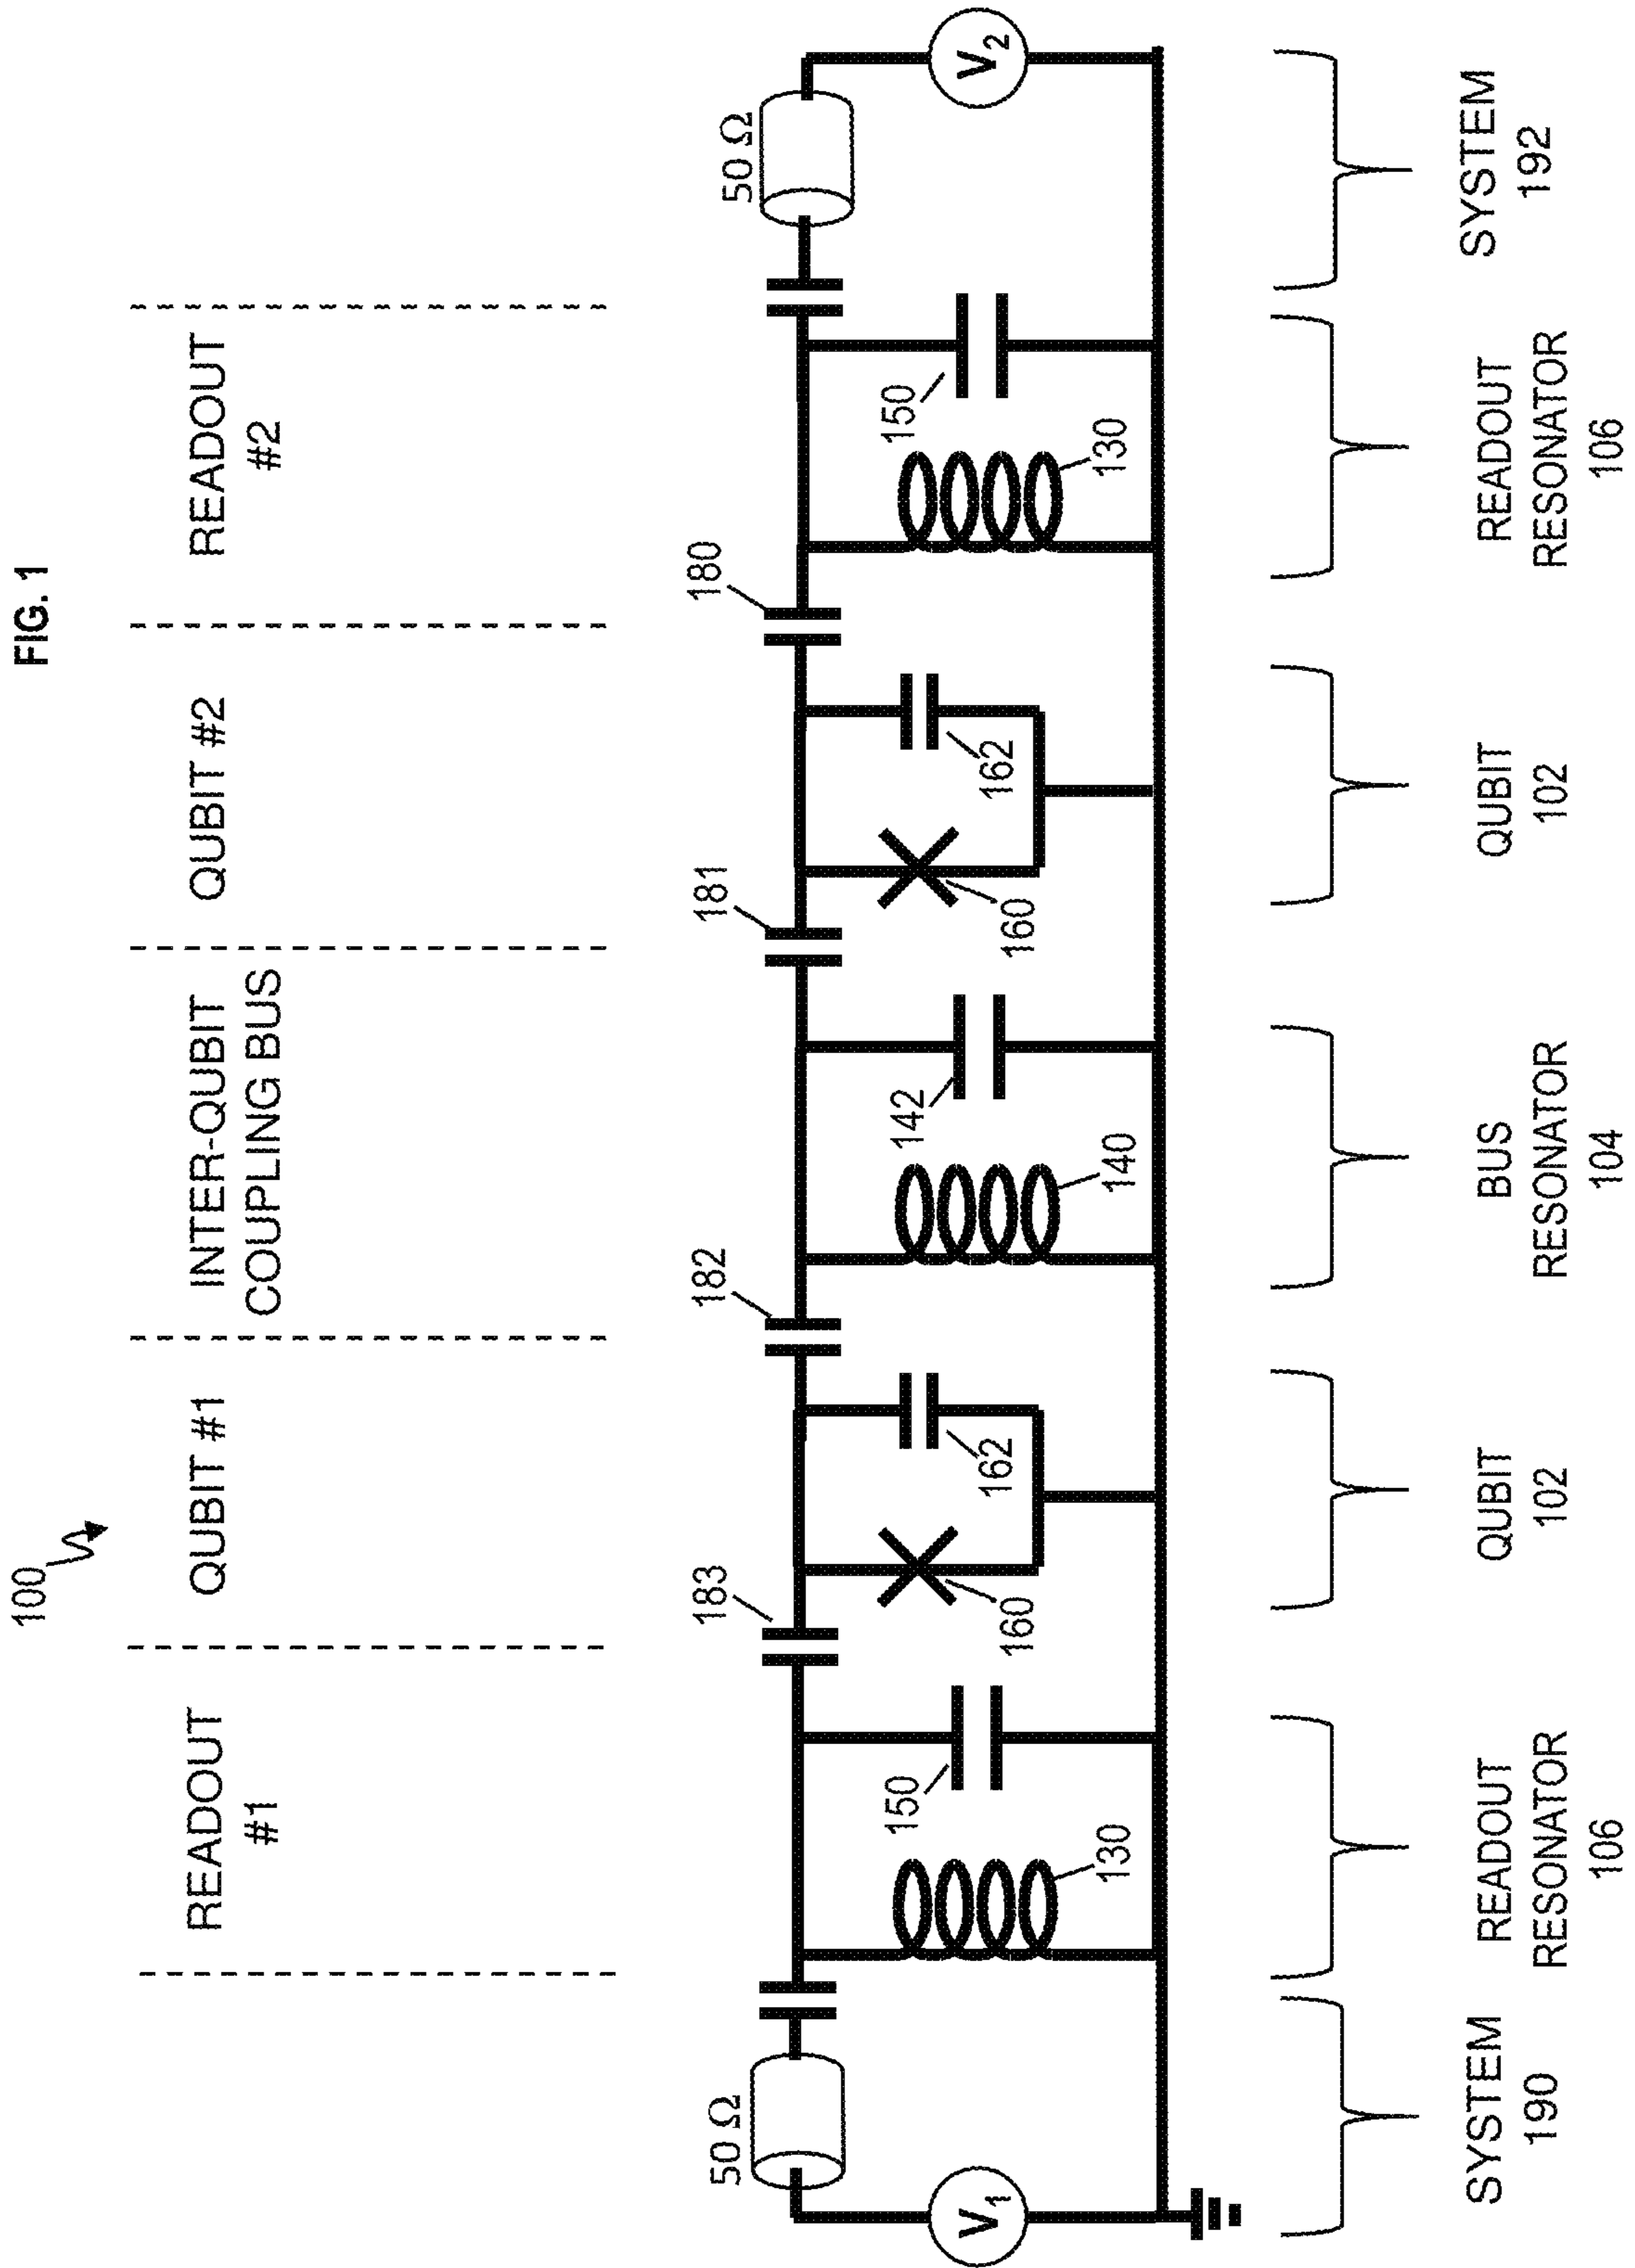 FIG. 1
100
READOUT
#1
QUBIT #1
INTER-QUBIT
COUPLING BUS
QUBIT #2
READOUT
#2
50 Ω
183
182
181
180
50 Ω
V1
130
150
160
162
140
142
160
162
130
150
V2
SYSTEM
190
READOUT
RESONATOR
106
QUBIT
102
BUS
RESONATOR
104
QUBIT
102
READOUT
RESONATOR
106
SYSTEM
192